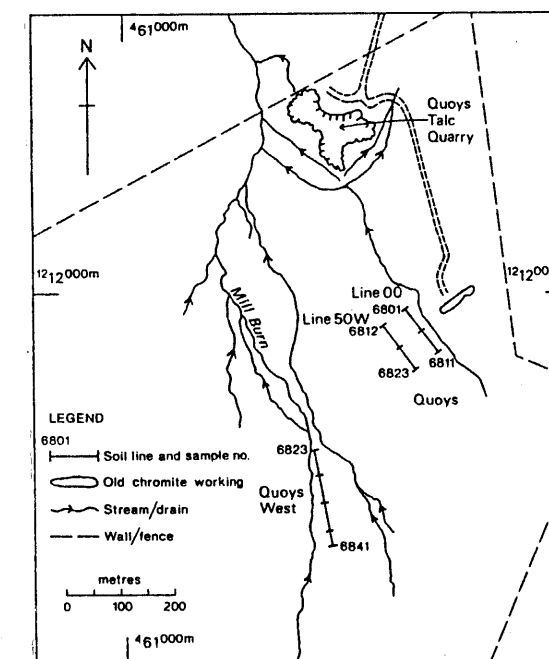 ⁴61⁰⁰⁰m
N
Quoys
Talc
Quarry
¹²12⁰⁰⁰m
¹²12⁰⁰
Line 00
6801
Line 50W
6812
6811
6823
Quoys
Mill Burn
LEGEND
6801
Soil line and sample no.
Old chromite working
Stream/drain
Wall/fence
6823
Quoys
West
6841
metres
0 100 200
⁴61⁰⁰⁰m